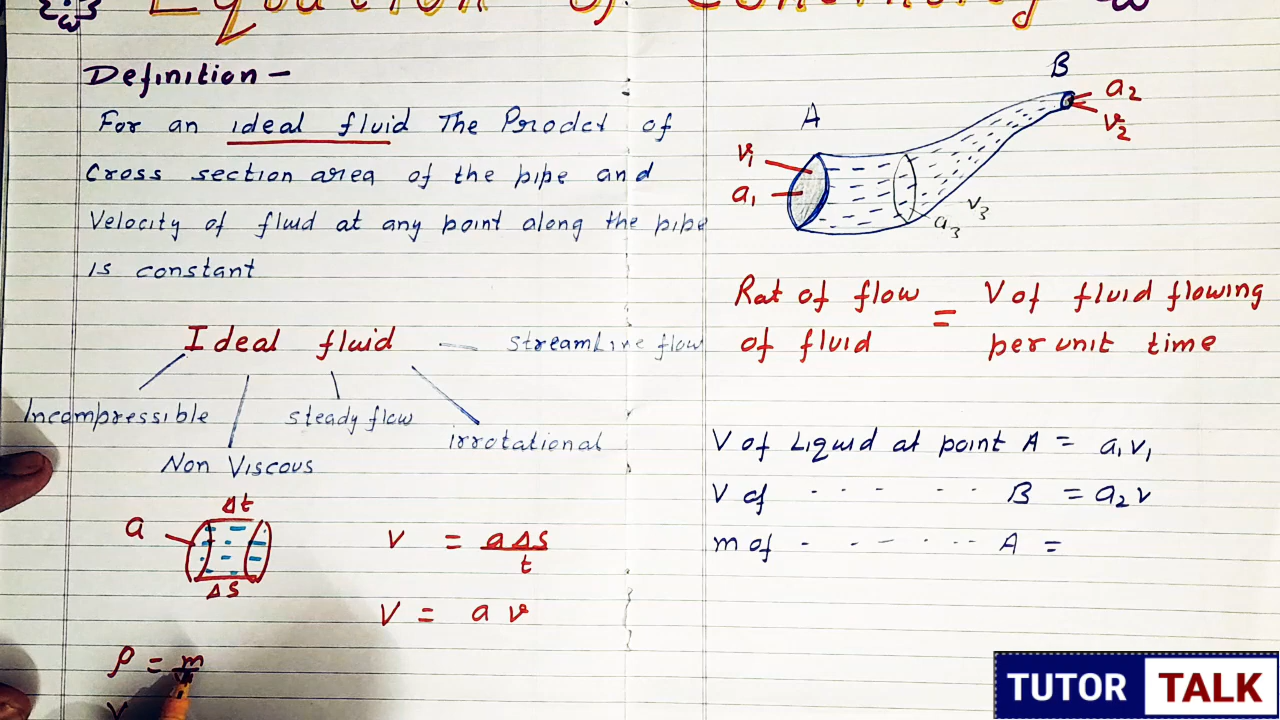 Equation of Continuity
Definition -
For an ideal fluid The Prodct of
Cross section area of the pipe and
Velocity of fluid at any point along the pipe
is constant
Ideal fluid
StreamLine flow
Incompressible
Non Viscous
steady flow
irrotational
Δt
a
ΔS
V = aΔS
t
V = a v
ρ = m
A
B
v₁
a₁
a₂
v₂
a₃
v₃
Rat of flow = V of fluid flowing
of fluid per unit time
V of Liquid at point A = a₁v₁
V of - - - - - B = a₂v
m of - - - - - A =
TUTOR TALK